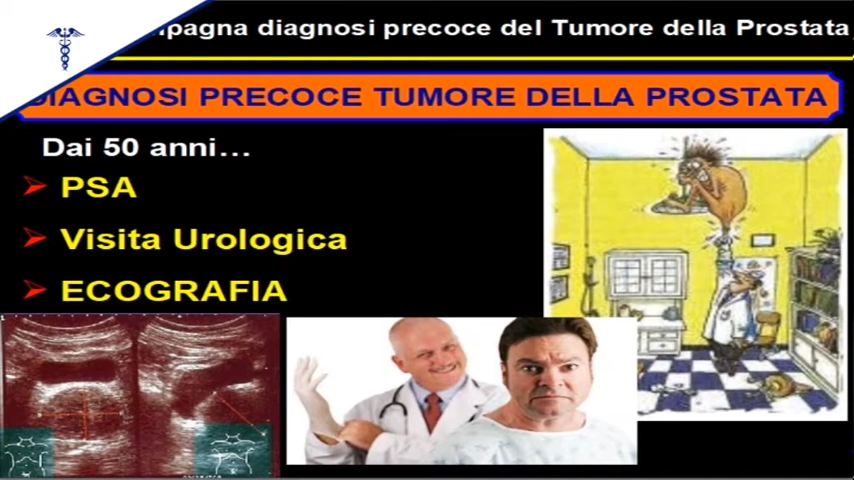 mpagna diagnosi precoce del Tumore della Prostata
DIAGNOSI PRECOCE TUMORE DELLA PROSTATA
Dai 50 anni...
PSA
Visita Urologica
ECOGRAFIA